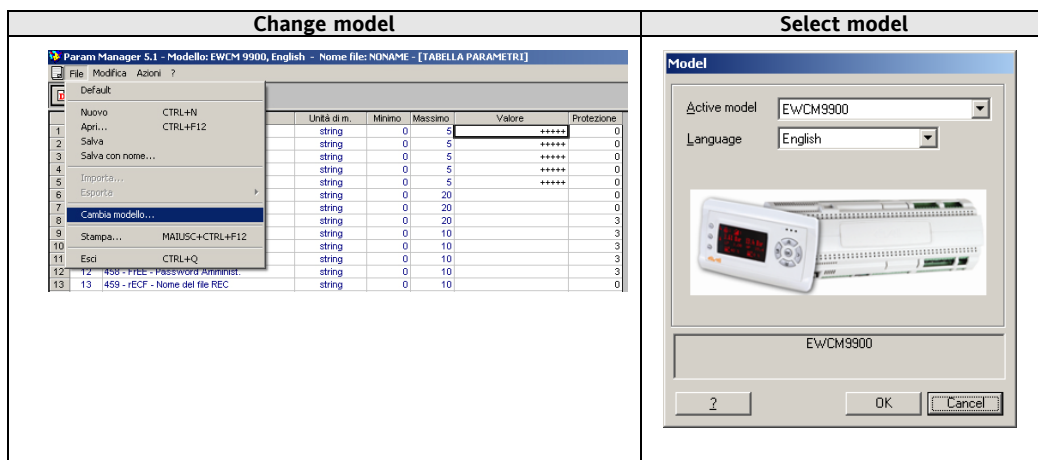 Change model
Select model
Param Manager 5.1 - Modello: EWCM 9900, English - Nome file: NONAME - [TABELLA PARAMETRI]
File Modifica Azioni ?
Default
Nuovo CTRL+N
Apri... CTRL+F12
Salva
Salva con nome...
Importa...
Esporta
Cambia modello...
Stampa... MAIUSC+CTRL+F12
Esci CTRL+Q
Unità di m. Minimo Massimo Valore Protezione
1 string 0 5 +++++ 0
2 string 0 5 +++++ 0
3 string 0 5 +++++ 0
4 string 0 5 +++++ 0
5 string 0 5 +++++ 0
6 string 0 20 0
7 string 0 20 0
8 string 0 20 3
9 string 0 10 3
10 string 0 10 3
11 string 0 10 3
12 12 458 - FrEE - Password Amminist. string 0 10 3
13 13 459 - rECF - Nome del file REC string 0 10 0
Model
Active model EWCM9900
Language English
EWCM9900
? OK Cancel